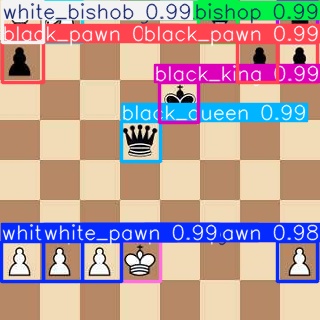 white_bishob 0.99 bishop 0.99
black_pawn 0 black_pawn 0.99
black_king 0.99
black_queen 0.99
whit white_pawn 0.99 awn 0.98